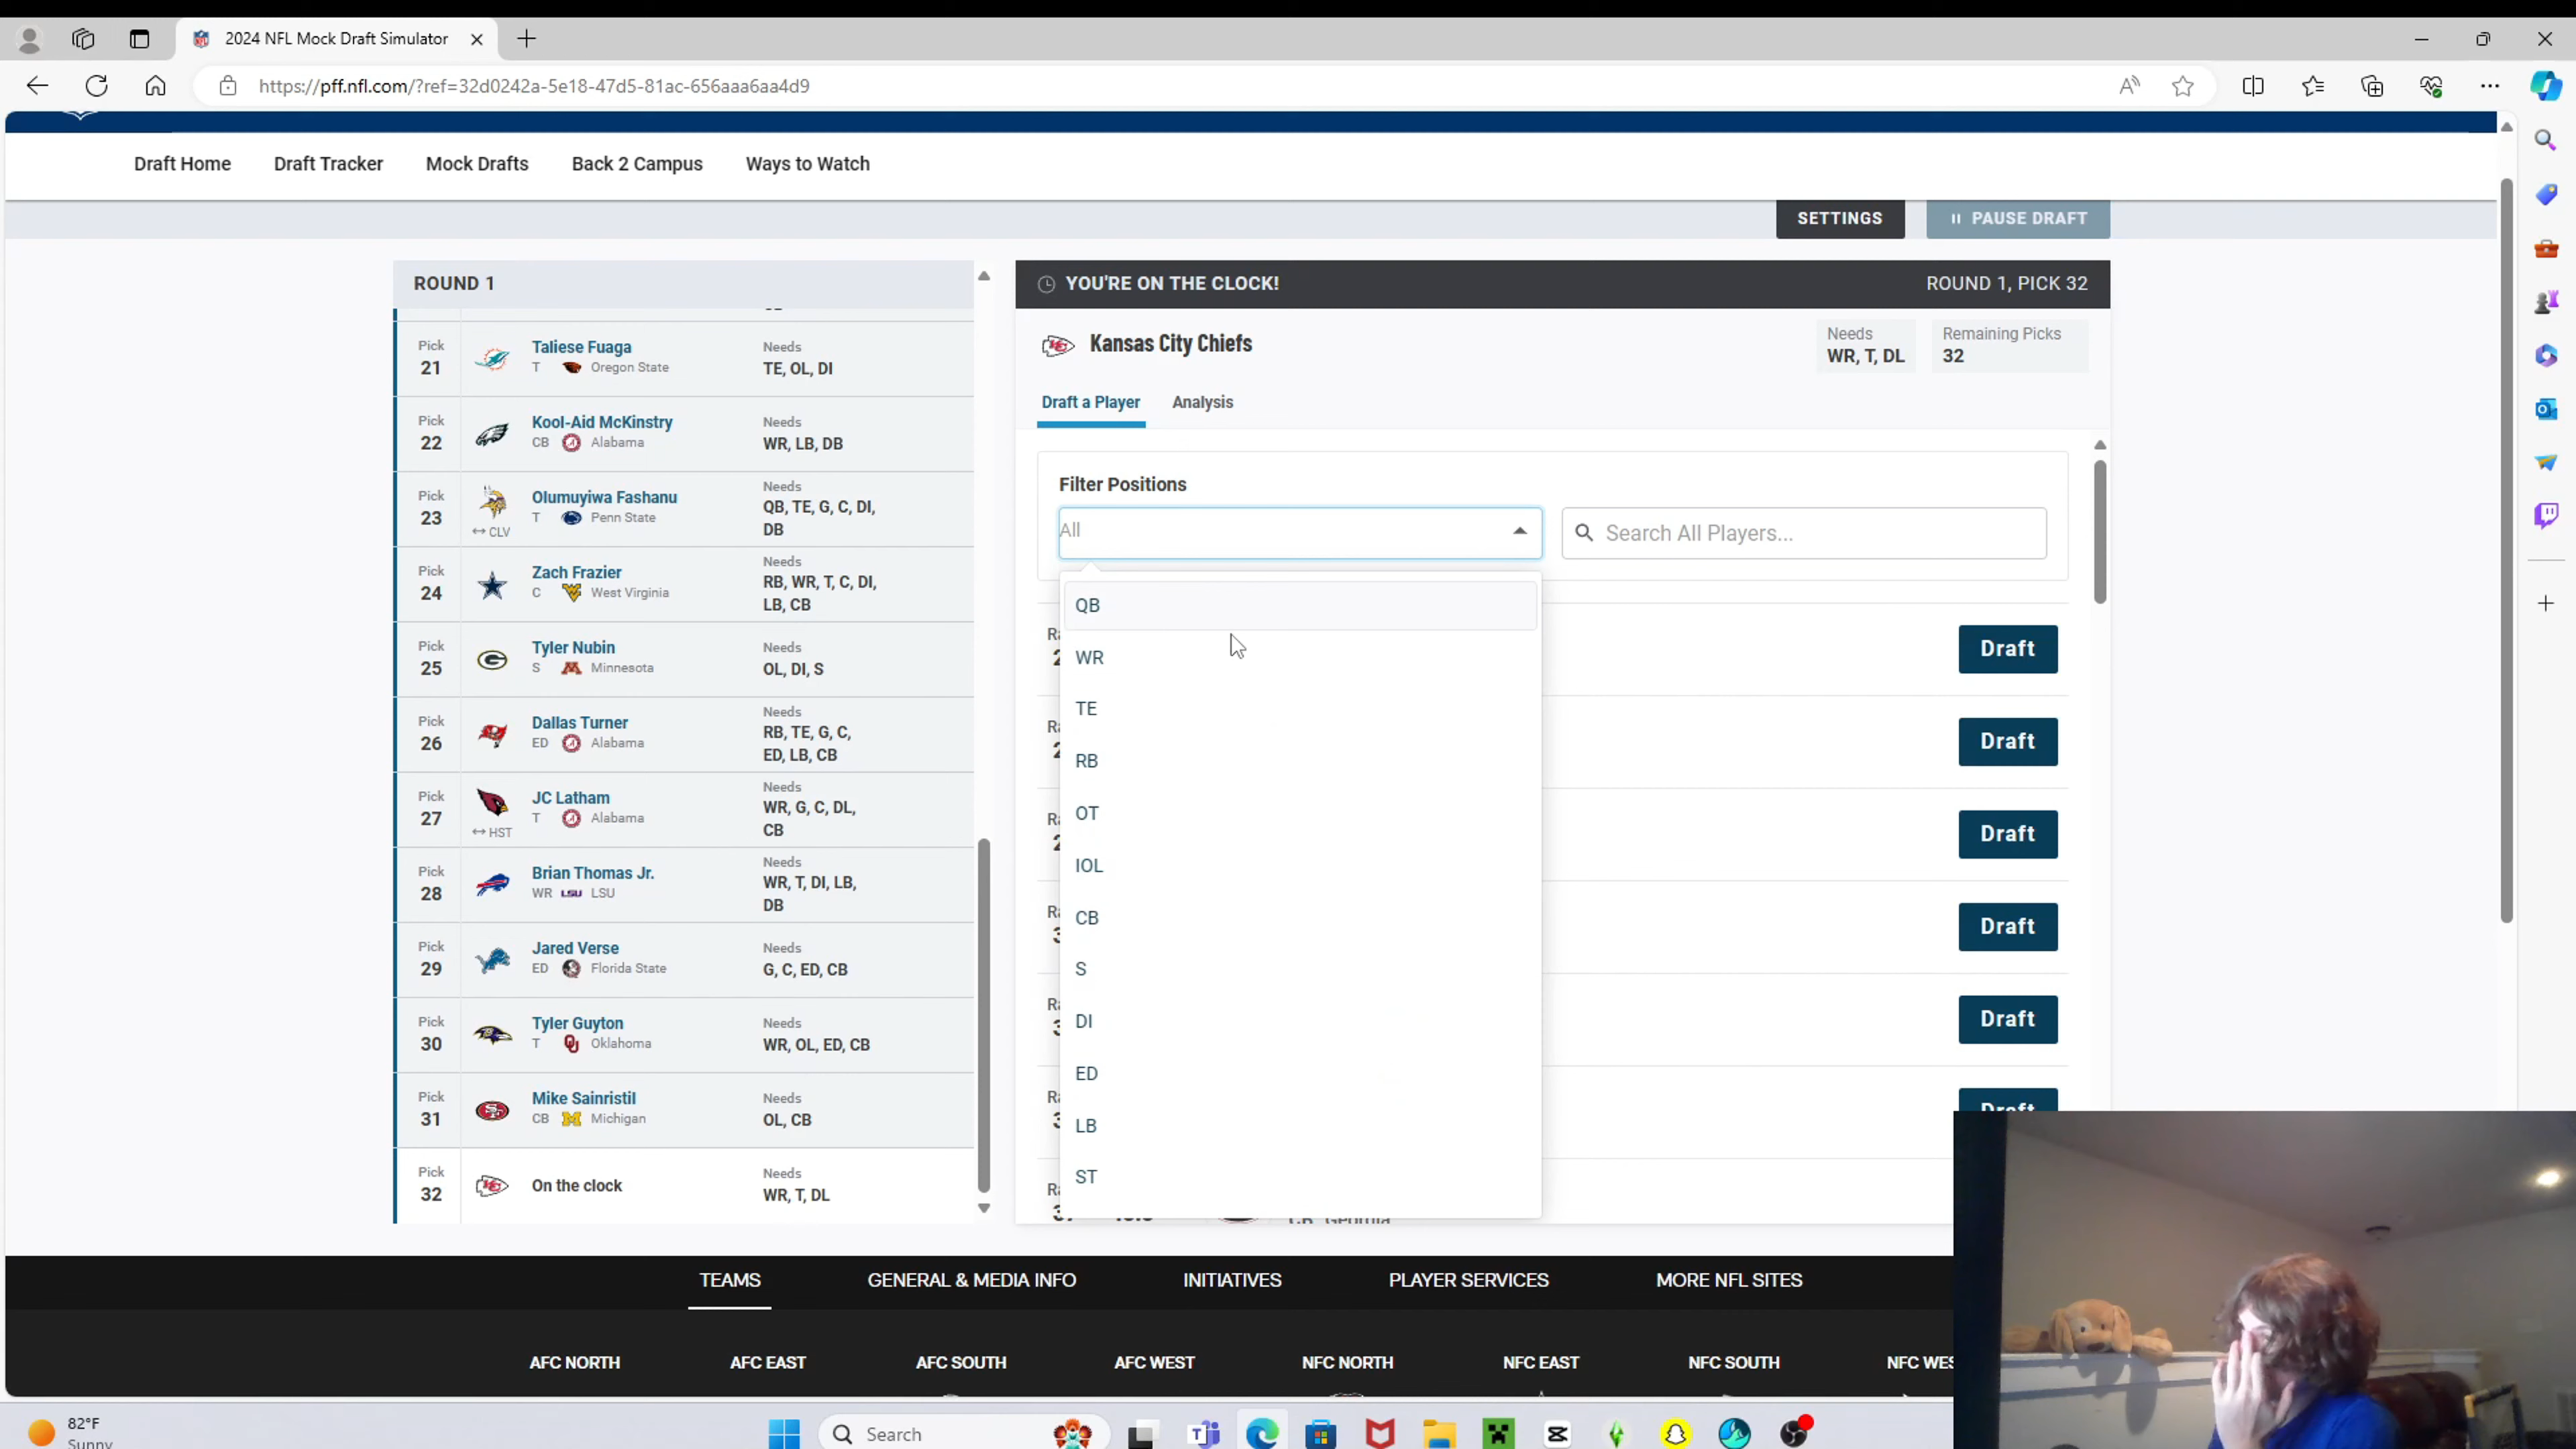 2024 NFL Mock Draft Simulator
https://pff.nfl.com/?ref=32d0242a-5e18-47d5-81ac-656aaa6aa4d9
Draft Home Draft Tracker Mock Drafts Back 2 Campus Ways to Watch
SETTINGS PAUSE DRAFT
ROUND 1
Pick 21 Taliese Fuaga Needs
T Oregon State TE, OL, DI
Pick 22 Kool-Aid McKinstry Needs
CB Alabama WR, LB, DB
Pick 23 Olumuyiwa Fashanu Needs
T Penn State QB, TE, G, C, DI,
↔ CLV DB
Pick 24 Zach Frazier Needs
C West Virginia RB, WR, T, C, DI,
LB, CB
Pick 25 Tyler Nubin Needs
S Minnesota OL, DI, S
Pick 26 Dallas Turner Needs
ED Alabama RB, TE, G, C,
ED, LB, CB
Pick 27 JC Latham Needs
T Alabama WR, G, C, DL,
↔ HST CB
Pick 28 Brian Thomas Jr. Needs
WR LSU LSU WR, T, DI, LB,
DB
Pick 29 Jared Verse Needs
ED Florida State G, C, ED, CB
Pick 30 Tyler Guyton Needs
T Oklahoma WR, OL, ED, CB
Pick 31 Mike Sainristil Needs
CB Michigan OL, CB
Pick 32 On the clock Needs
WR, T, DL
YOU'RE ON THE CLOCK! ROUND 1, PICK 32
Kansas City Chiefs
Needs
WR, T, DL
Remaining Picks
32
Draft a Player Analysis
Filter Positions
All
Search All Players...
QB
WR
TE
RB
OT
IOL
CB
S
DI
ED
LB
ST
Draft
Draft
Draft
Draft
Draft
Draft
CB Georgia
TEAMS GENERAL & MEDIA INFO INITIATIVES PLAYER SERVICES MORE NFL SITES
AFC NORTH AFC EAST AFC SOUTH AFC WEST NFC NORTH NFC EAST NFC SOUTH
82°F
Sunny
Search